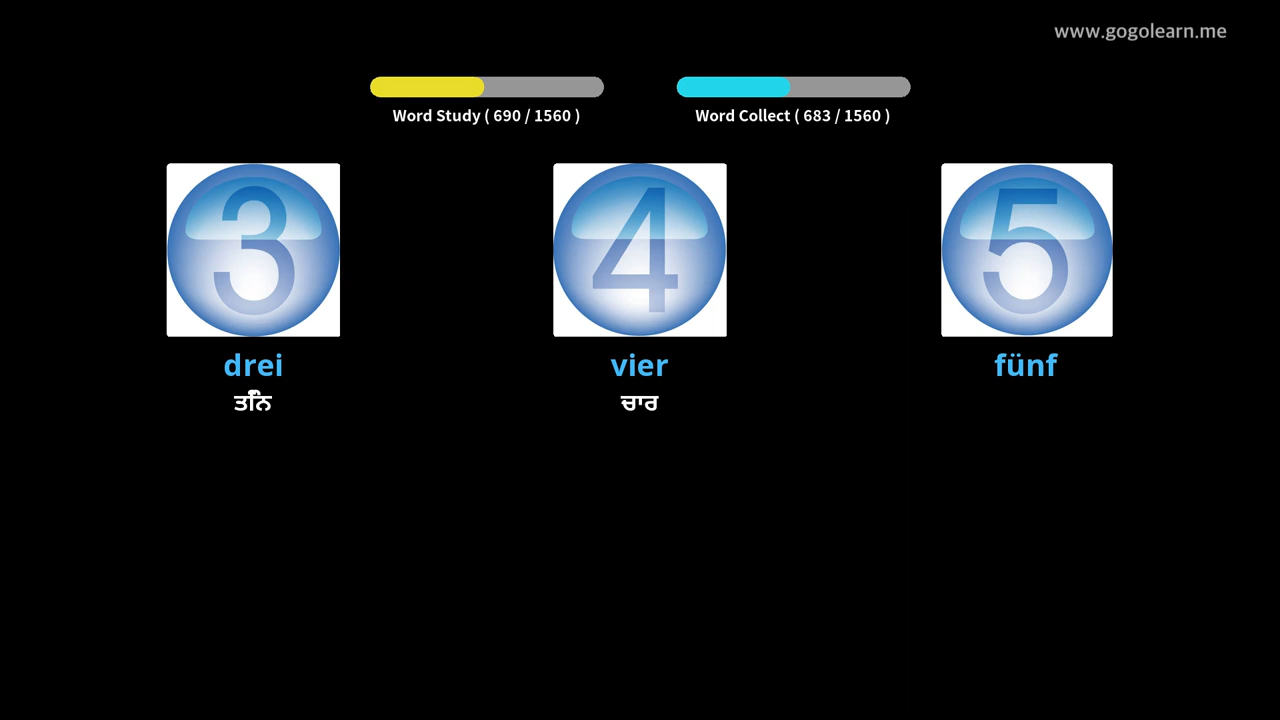 www.gogolearn.me
Word Study ( 690 / 1560 )
Word Collect ( 683 / 1560 )
3
4
5
drei
vier
fünf
ਤਿੰਨ
ਚਾਰ